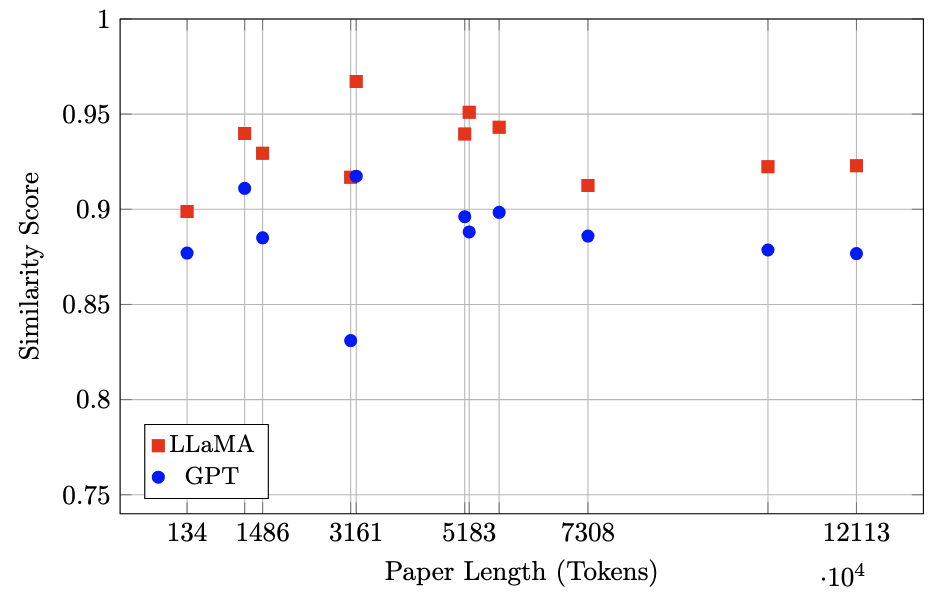 1
0.95
0.9
0.85
0.8
0.75
Similarity Score
LLaMA
GPT
134 1486 3161 5183 7308 12113
Paper Length (Tokens)
·10⁴